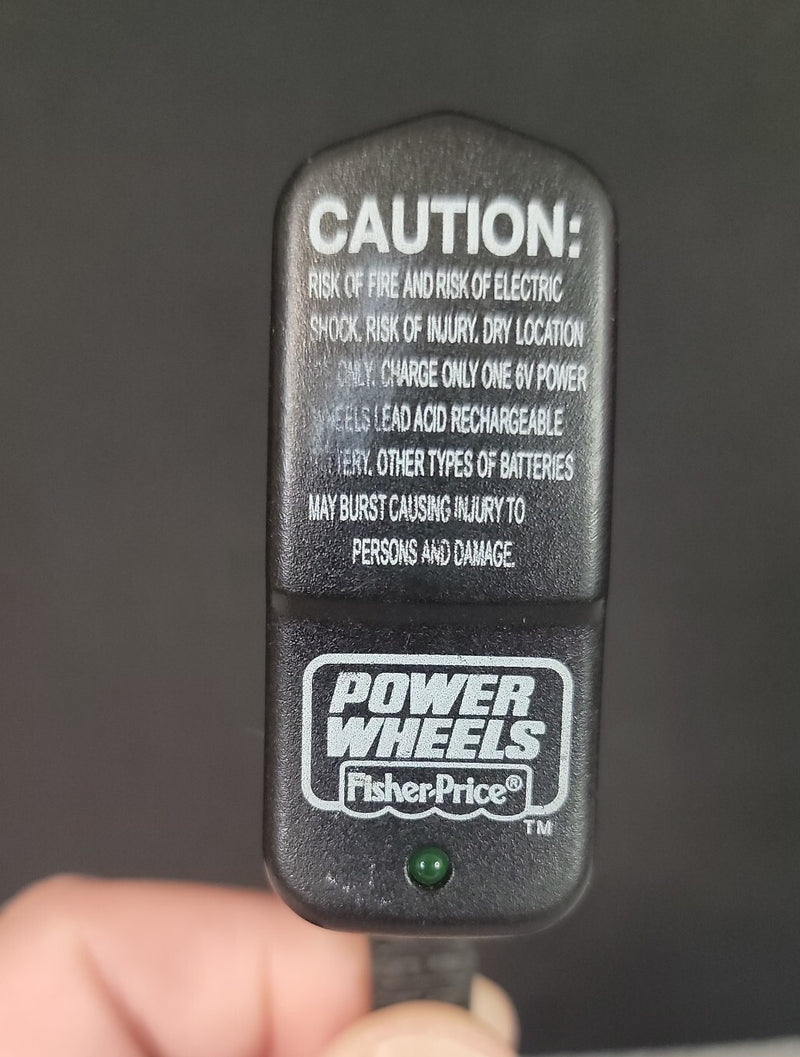 CAUTION:
RISK OF FIRE AND RISK OF ELECTRIC
SHOCK. RISK OF INJURY. DRY LOCATION
ONLY. CHARGE ONLY ONE 6V POWER
WHEELS LEAD ACID RECHARGEABLE
BATTERY. OTHER TYPES OF BATTERIES
MAY BURST CAUSING INJURY TO
PERSONS AND DAMAGE.
POWER
WHEELS
Fisher-Price®
TM